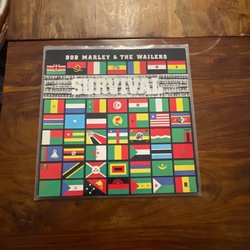 BOB MARLEY & THE WAILERS
SURVIVAL